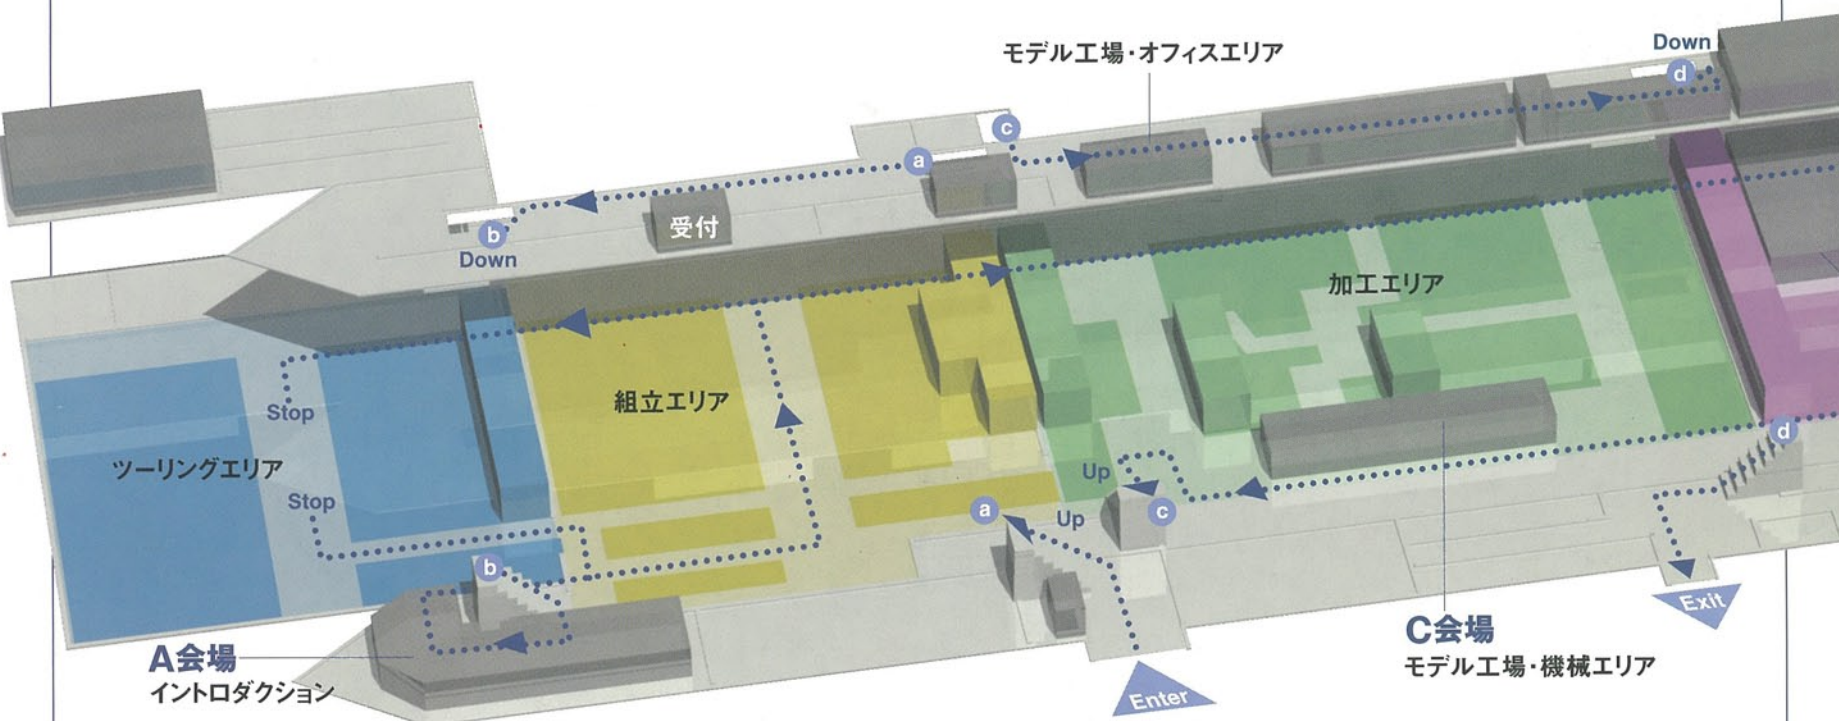 モデル工場・オフィスエリア
Down
d
c
a
受付
b
Down
加工エリア
組立エリア
Stop
ツーリングエリア
Stop
Up
d
a
Up
c
b
A会場
イントロダクション
C会場
モデル工場・機械エリア
Exit
Enter